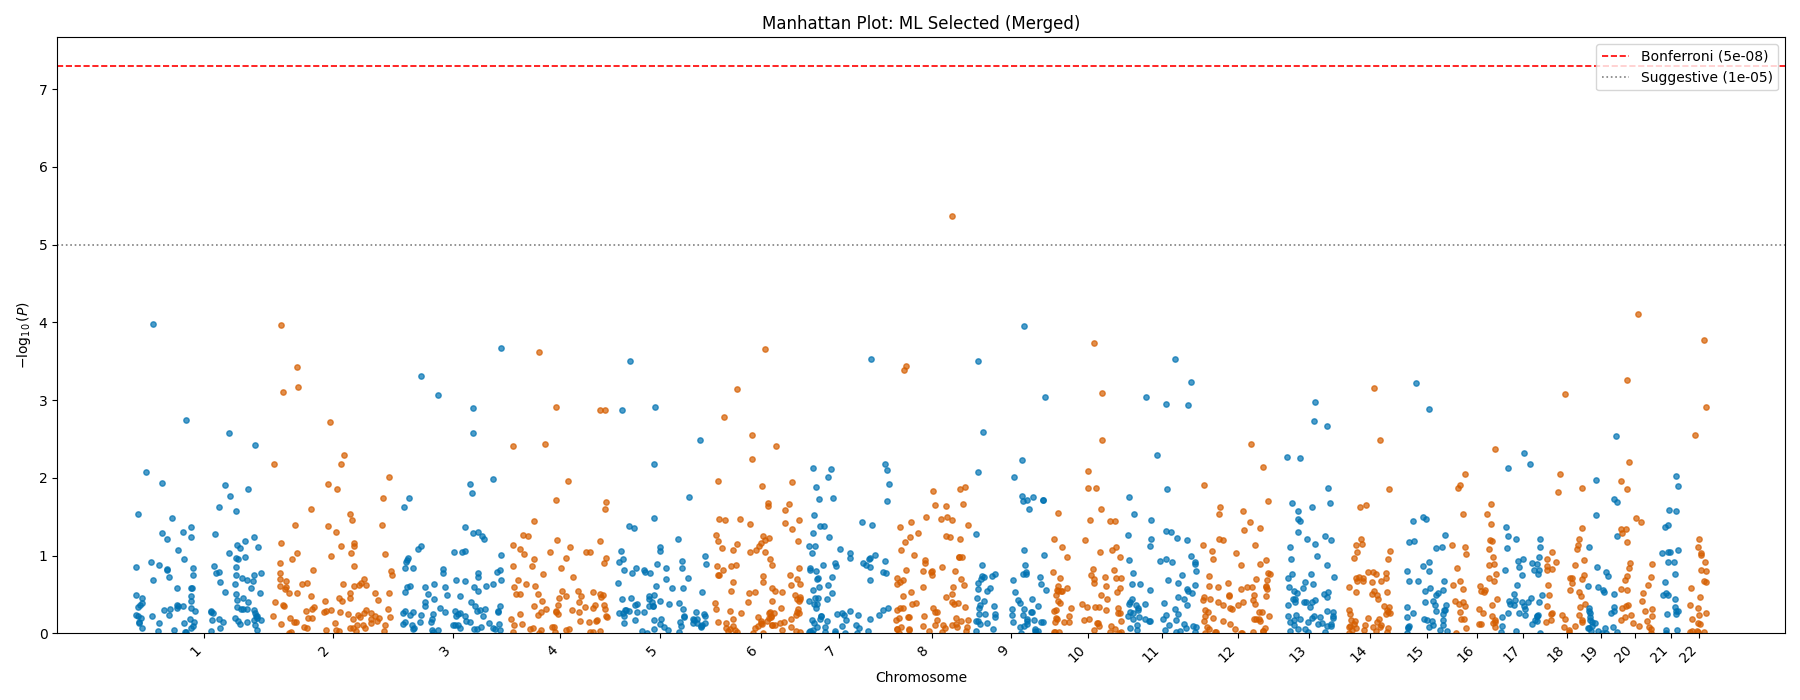 Manhattan Plot: ML Selected (Merged)
Bonferroni (5e-08)
Suggestive (1e-05)
−log₁₀(P)
7
6
5
4
3
2
1
0
1 2 3 4 5 6 7 8 9 10 11 12 13 14 15 16 17 18 19 20 21 22
Chromosome